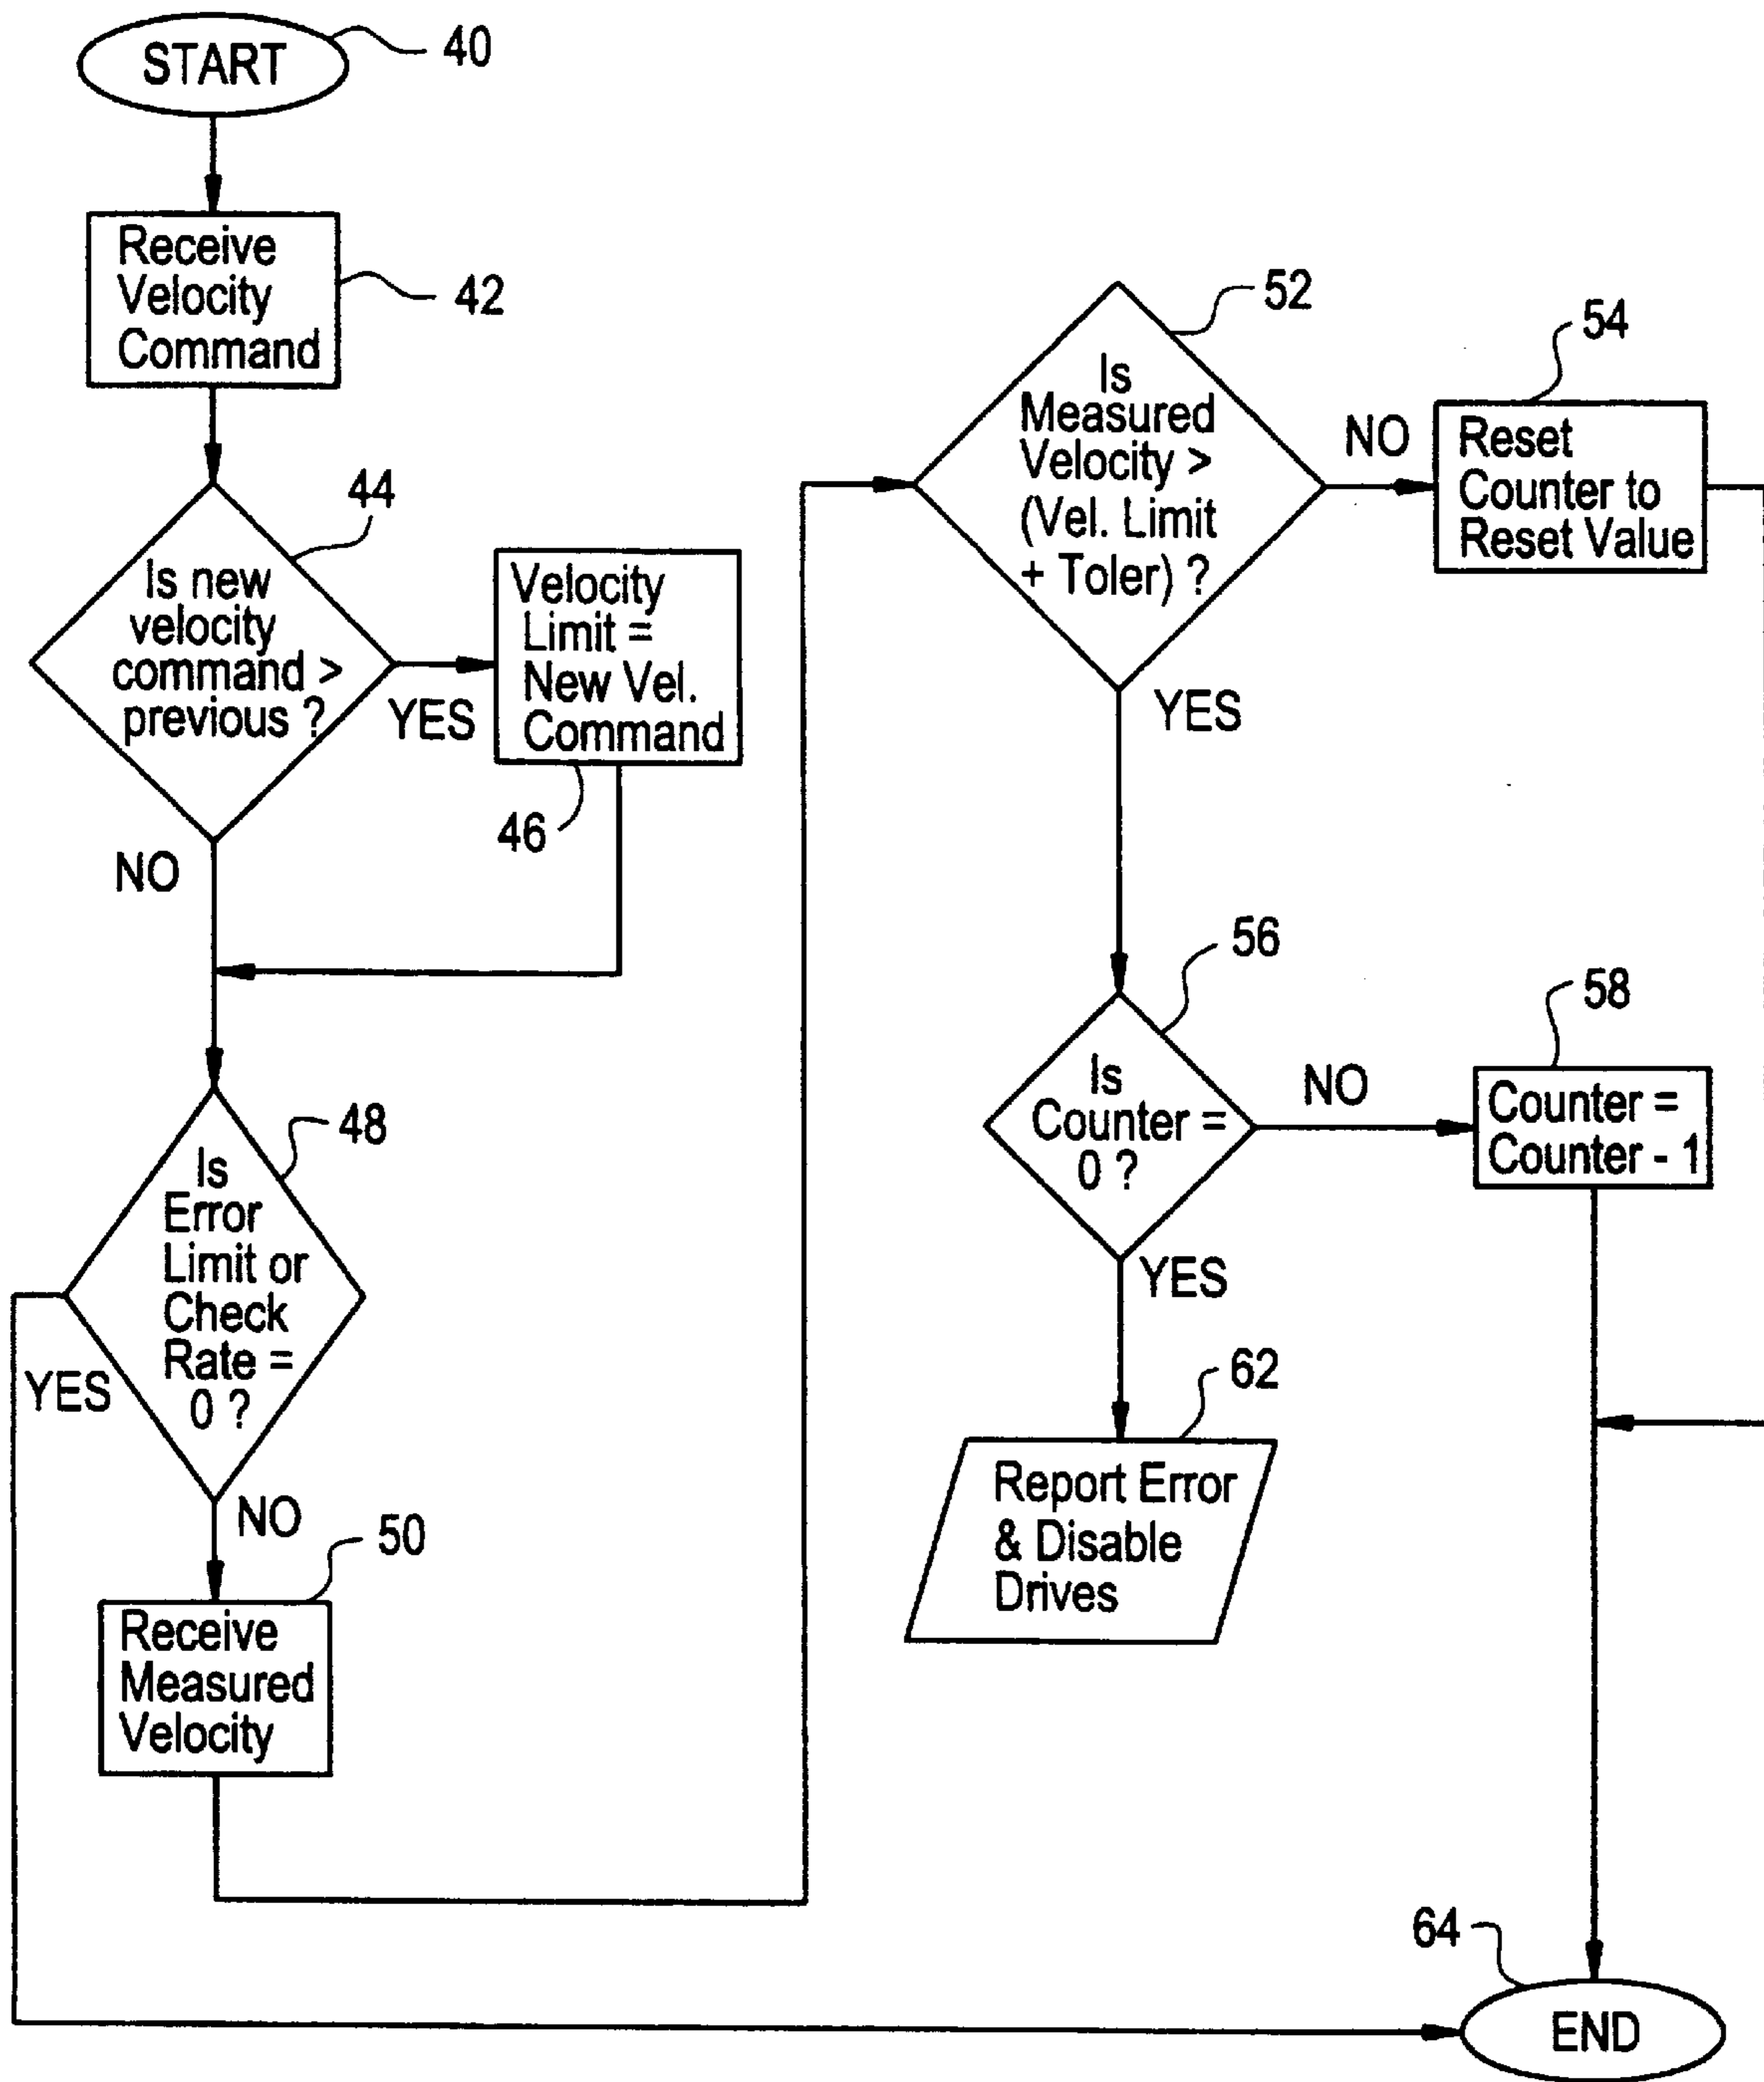 START
40
Receive
Velocity
Command
42
44
Is new
velocity
command >
previous ?
YES
NO
Velocity
Limit =
New Vel.
Command
46
48
Is
Error
Limit or
Check
Rate =
0 ?
YES
NO
50
Receive
Measured
Velocity
52
Is
Measured
Velocity >
(Vel. Limit
+ Toler) ?
NO
YES
54
Reset
Counter to
Reset Value
56
Is
Counter =
0 ?
NO
YES
58
Counter =
Counter - 1
62
Report Error
& Disable
Drives
64
END